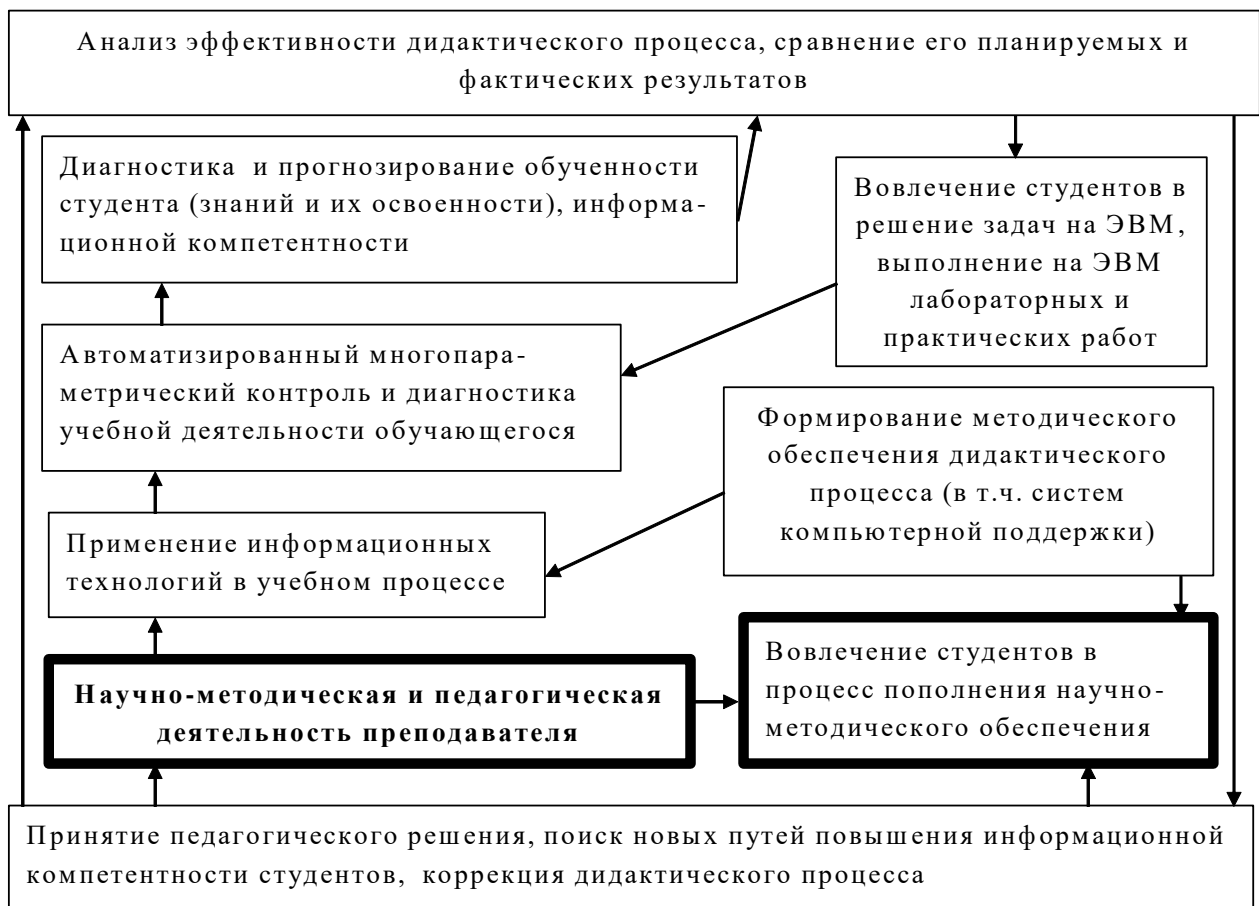 Анализ эффективности дидактического процесса, сравнение его планируемых и
фактических результатов
Диагностика и прогнозирование обученности
студента (знаний и их освоенности), информа-
ционной компетентности
Вовлечение студентов в
решение задач на ЭВМ,
выполнение на ЭВМ
лабораторных и
практических работ
Автоматизированный многопара-
метрический контроль и диагностика
учебной деятельности обучающегося
Формирование методического
обеспечения дидактического
процесса (в т.ч. систем
компьютерной поддержки)
Применение информационных
технологий в учебном процессе
Научно-методическая и педагогическая
деятельность преподавателя
Вовлечение студентов в
процесс пополнения научно-
методического обеспечения
Принятие педагогического решения, поиск новых путей повышения информационной
компетентности студентов, коррекция дидактического процесса